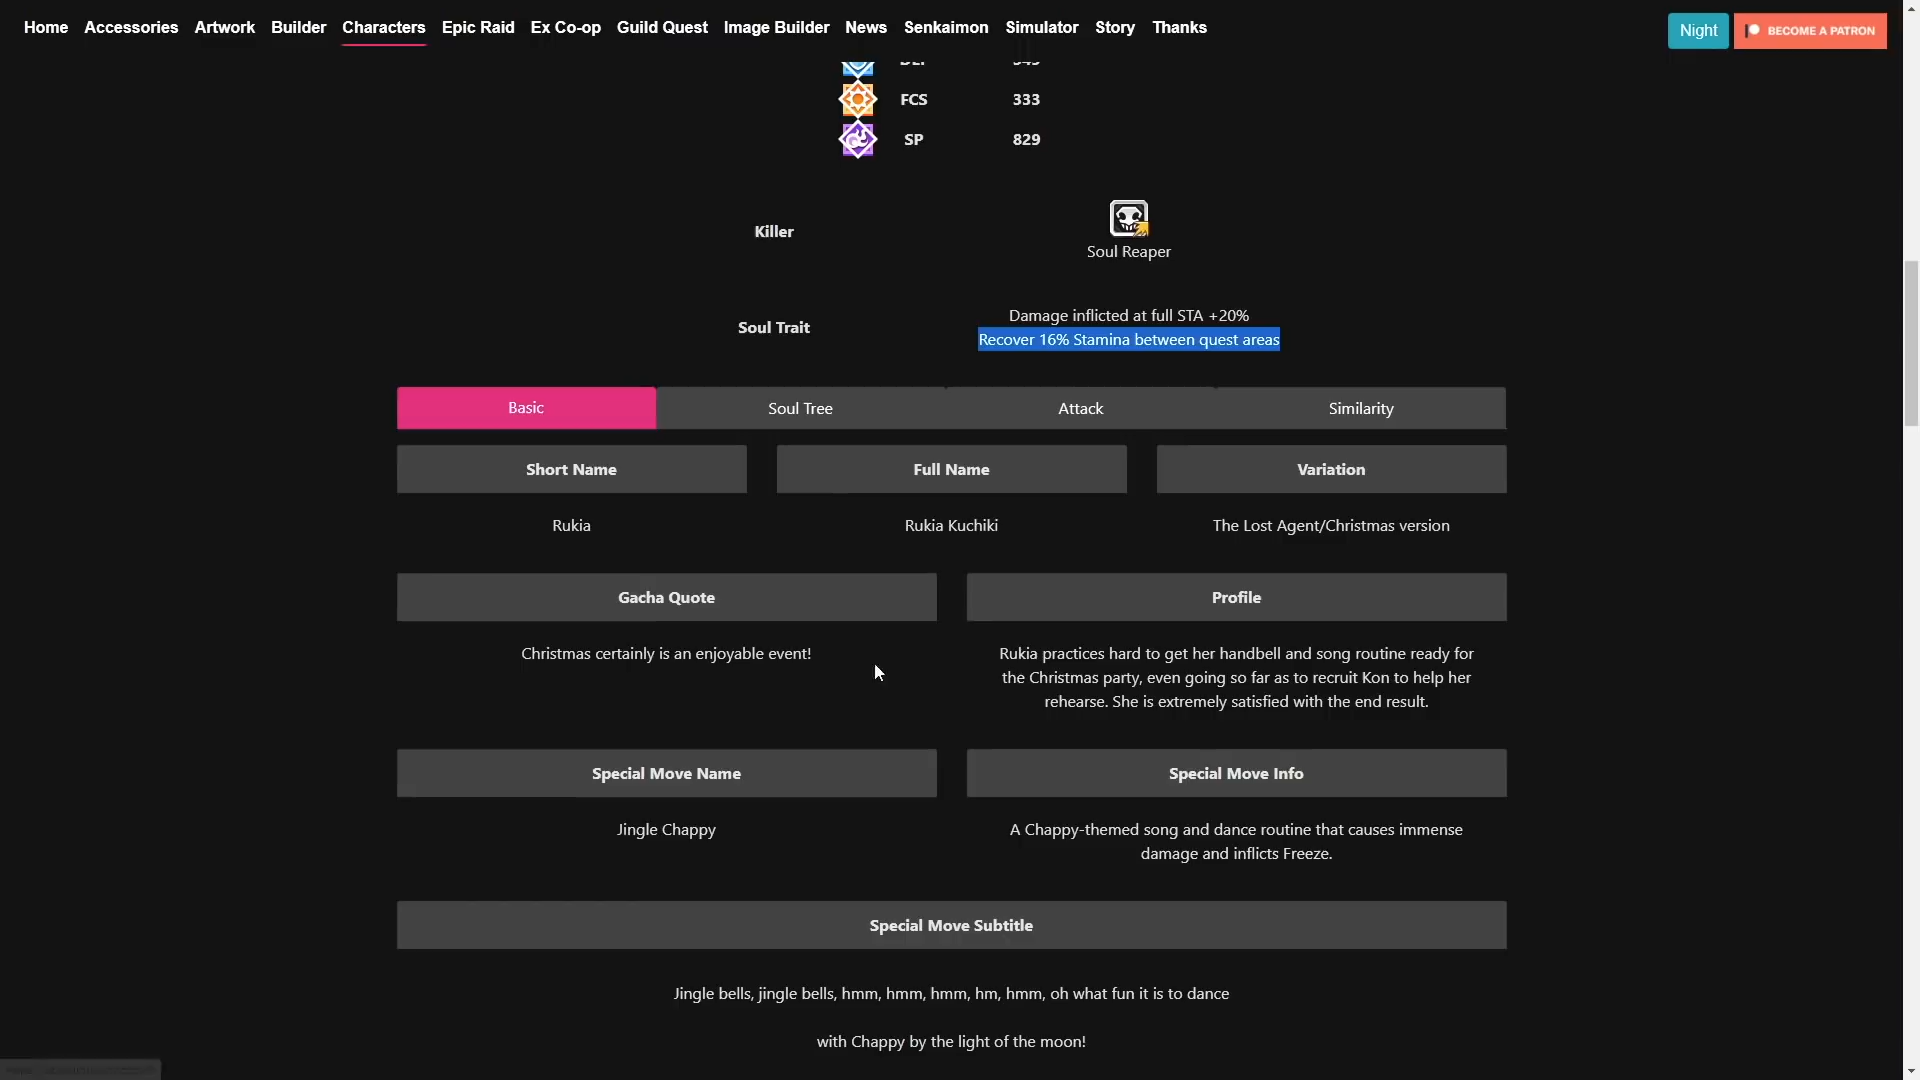 Home Accessories Artwork Builder Characters Epic Raid Ex Co-op Guild Quest Image Builder News Senkaimon Simulator Story Thanks
Night BECOME A PATRON
FCS 333
SP 829
Killer
Soul Reaper
Soul Trait
Damage inflicted at full STA +20%
Recover 16% Stamina between quest areas
Basic Soul Tree Attack Similarity
Short Name Full Name Variation
Rukia Rukia Kuchiki The Lost Agent/Christmas version
Gacha Quote Profile
Christmas certainly is an enjoyable event!
Rukia practices hard to get her handbell and song routine ready for
the Christmas party, even going so far as to recruit Kon to help her
rehearse. She is extremely satisfied with the end result.
Special Move Name Special Move Info
Jingle Chappy
A Chappy-themed song and dance routine that causes immense
damage and inflicts Freeze.
Special Move Subtitle
Jingle bells, jingle bells, hmm, hmm, hmm, hm, hmm, oh what fun it is to dance
with Chappy by the light of the moon!